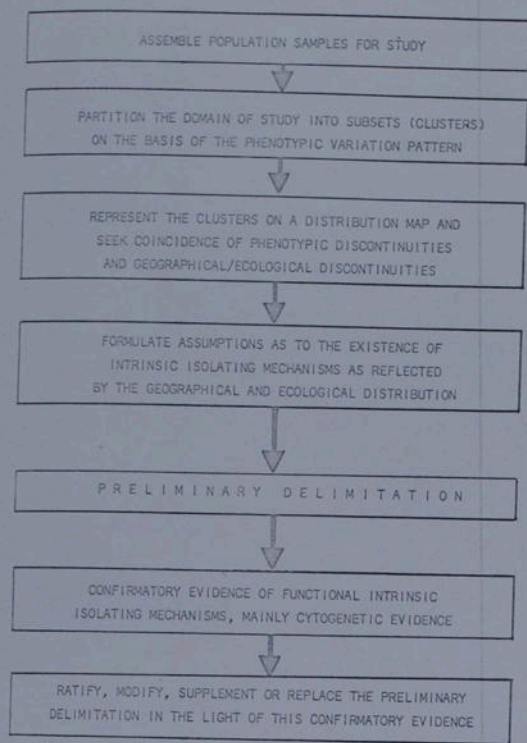 ASSEMBLE POPULATION SAMPLES FOR STUDY
PARTITION THE DOMAIN OF STUDY INTO SUBSETS (CLUSTERS)
ON THE BASIS OF THE PHENOTYPIC VARIATION PATTERN
REPRESENT THE CLUSTERS ON A DISTRIBUTION MAP AND
SEEK COINCIDENCE OF PHENOTYPIC DISCONTINUITIES
AND GEOGRAPHICAL/ECOLOGICAL DISCONTINUITIES
FORMULATE ASSUMPTIONS AS TO THE EXISTENCE OF
INTRINSIC ISOLATING MECHANISMS AS REFLECTED
BY THE GEOGRAPHICAL AND ECOLOGICAL DISTRIBUTION
PRELIMINARY DELIMITATION
CONFIRMATORY EVIDENCE OF FUNCTIONAL INTRINSIC
ISOLATING MECHANISMS, MAINLY CYTOGENETIC EVIDENCE
RATIFY, MODIFY, SUPPLEMENT OR REPLACE THE PRELIMINARY
DELIMITATION IN THE LIGHT OF THIS CONFIRMATORY EVIDENCE